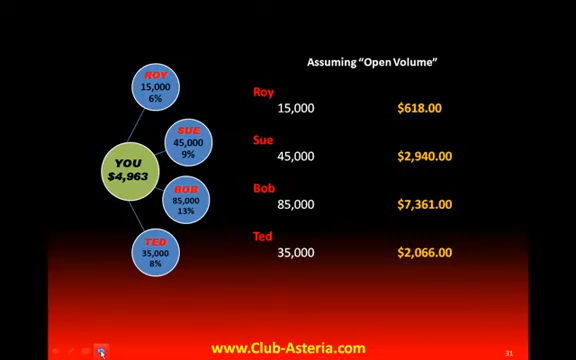 Assuming “Open Volume”
ROY
15,000
6%
SUE
45,000
9%
YOU
$4,963
BOB
85,000
13%
TED
35,000
8%
Roy
15,000 $618.00
Sue
45,000 $2,940.00
Bob
85,000 $7,361.00
Ted
35,000 $2,066.00
www.Club-Asteria.com
31